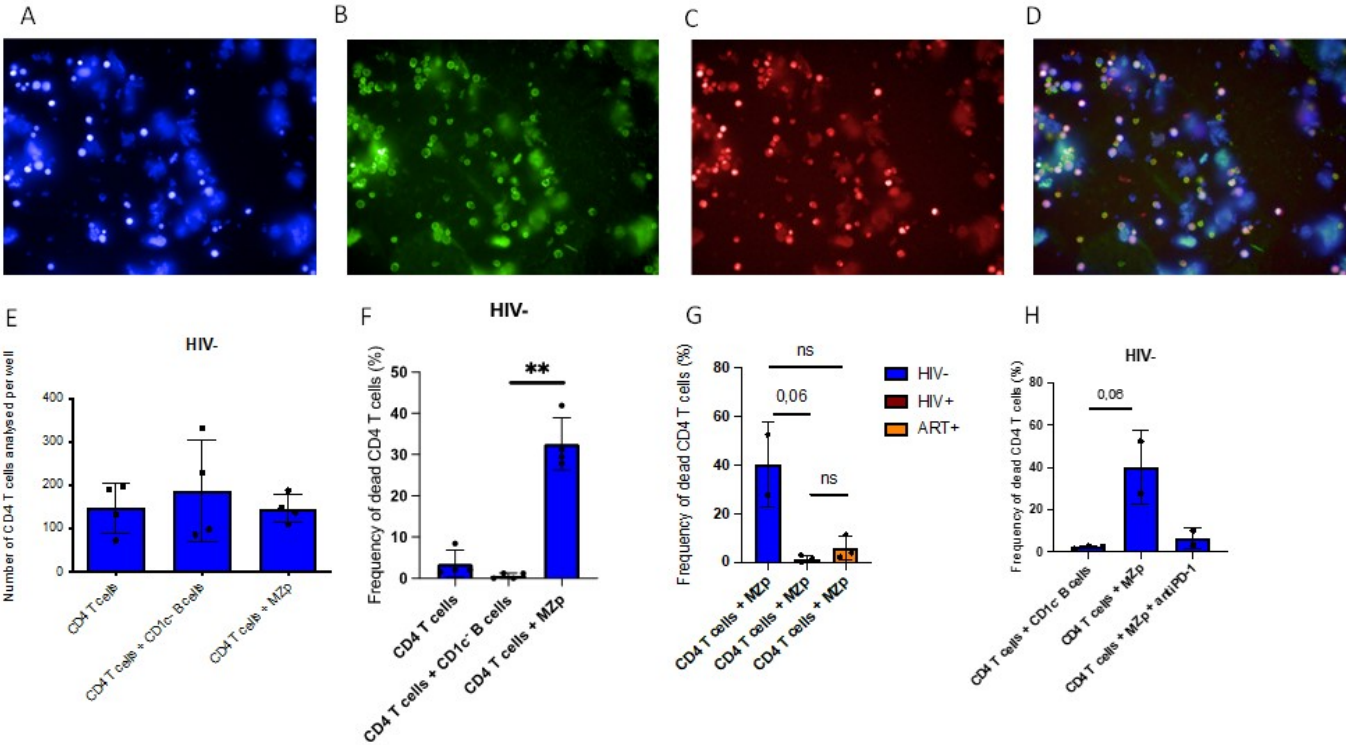 A
B
C
D
E
HIV-
Number of CD4 T cells analysed per well
400
300
200
100
0
CD4 T cells
CD4 T cells + CD1c- B cells
CD4 T cells + MZp
F
HIV-
Frequency of dead CD4 T cells (%)
50
40
30
20
10
0
**
CD4 T cells
CD4 T cells + CD1c- B cells
CD4 T cells + MZp
G
Frequency of dead CD4 T cells (%)
80
60
40
20
0
ns
0,06
ns
CD4 T cells + MZp
CD4 T cells + MZp
CD4 T cells + MZp
HIV-
HIV+
ART+
H
HIV-
Frequency of dead CD4 T cells (%)
80
60
40
20
0
0,06
CD4 T cells + CD1c- B cells
CD4 T cells + MZp
CD4 T cells + MZp + antiPD-1